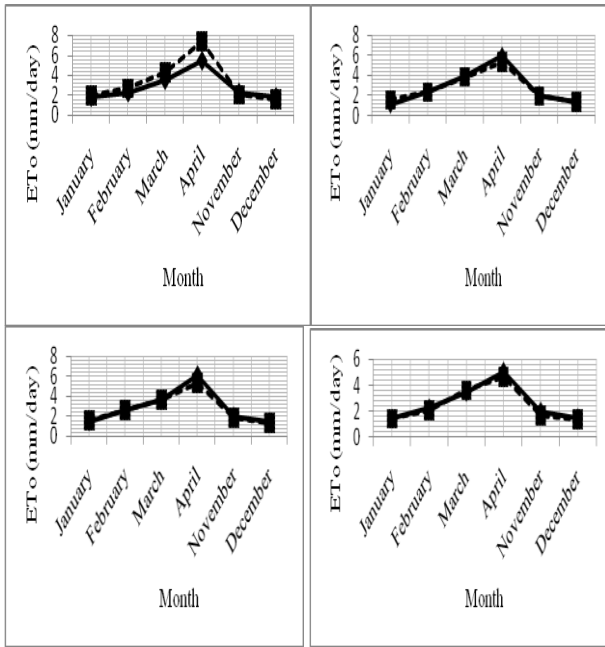 8
6
4
2
0
ETo (mm/day)
January
February
March
April
November
December
Month
8
6
4
2
0
ETo (mm/day)
January
February
March
April
November
December
Month
8
6
4
2
0
ETo (mm/day)
January
February
March
April
November
December
Month
6
4
2
0
ETo (mm/day)
January
February
March
April
November
December
Month